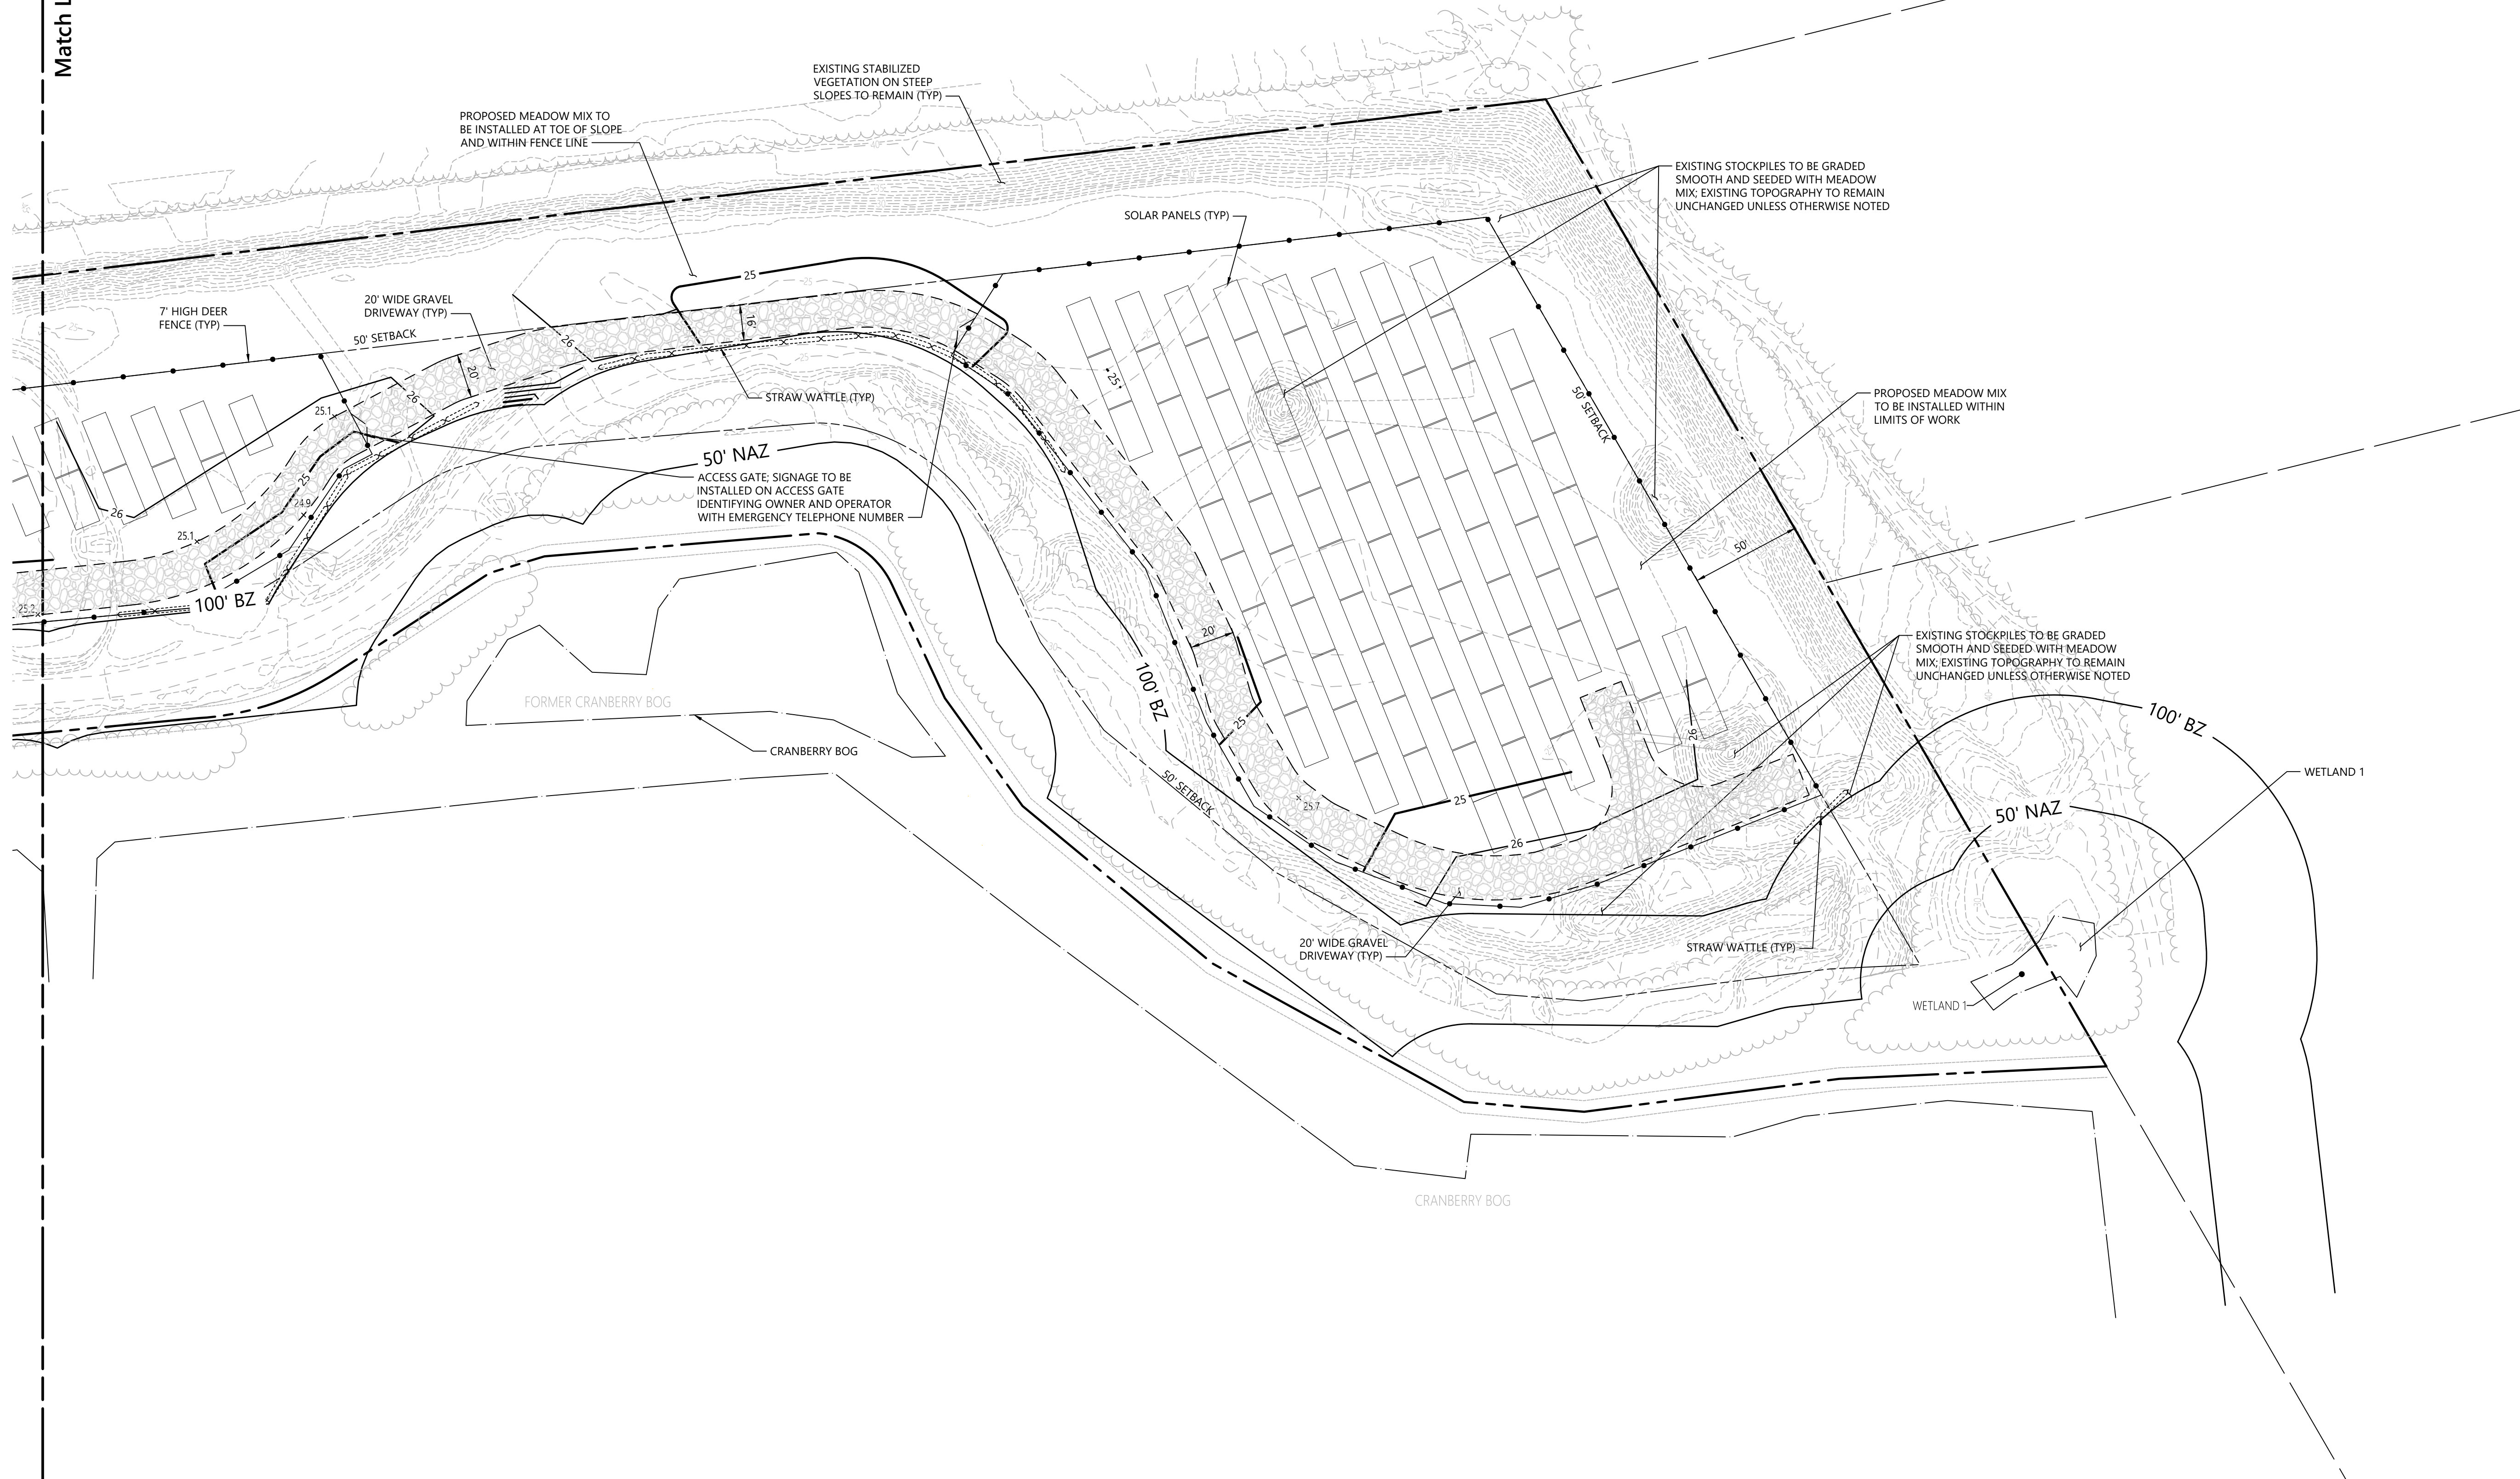 Match L
EXISTING STABILIZED
VEGETATION ON STEEP
SLOPES TO REMAIN (TYP)
PROPOSED MEADOW MIX TO
BE INSTALLED AT TOE OF SLOPE
AND WITHIN FENCE LINE
EXISTING STOCKPILES TO BE GRADED
SMOOTH AND SEEDED WITH MEADOW
MIX; EXISTING TOPOGRAPHY TO REMAIN
UNCHANGED UNLESS OTHERWISE NOTED
SOLAR PANELS (TYP)
25
20' WIDE GRAVEL
DRIVEWAY (TYP)
7' HIGH DEER
FENCE (TYP)
50' SETBACK
16'
26
20'
25
STRAW WATTLE (TYP)
26
25.1
50' SETBACK
PROPOSED MEADOW MIX
TO BE INSTALLED WITHIN
LIMITS OF WORK
50' NAZ
ACCESS GATE; SIGNAGE TO BE
INSTALLED ON ACCESS GATE
IDENTIFYING OWNER AND OPERATOR
WITH EMERGENCY TELEPHONE NUMBER
25
24.9
26
25.1
50'
100' BZ
25.2
20'
EXISTING STOCKPILES TO BE GRADED
SMOOTH AND SEEDED WITH MEADOW
MIX; EXISTING TOPOGRAPHY TO REMAIN
UNCHANGED UNLESS OTHERWISE NOTED
100' BZ
FORMER CRANBERRY BOG
25
26
100' BZ
CRANBERRY BOG
50' SETBACK
WETLAND 1
25
25.7
50' NAZ
26
20' WIDE GRAVEL
DRIVEWAY (TYP)
STRAW WATTLE (TYP)
WETLAND 1
CRANBERRY BOG